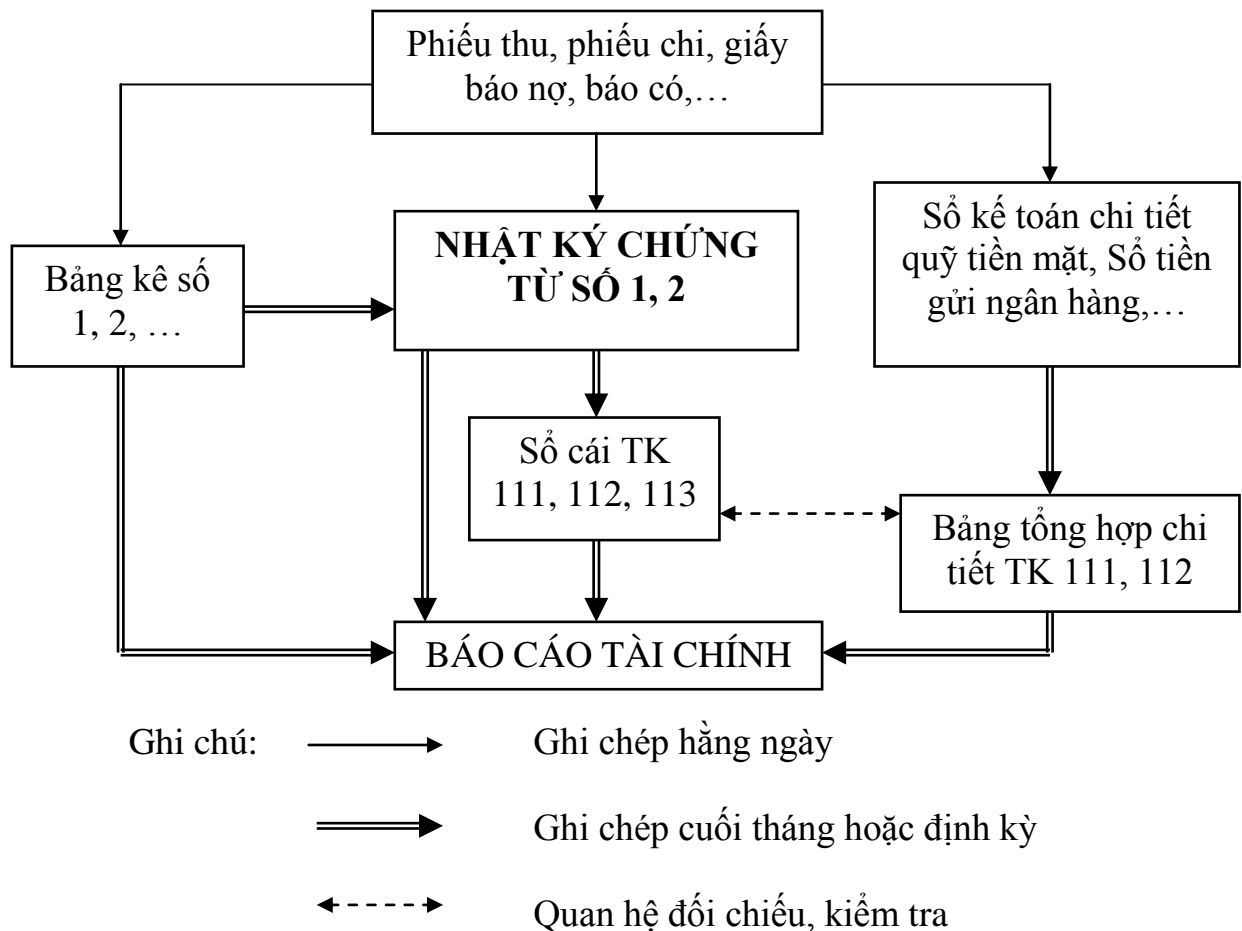 Phiếu thu, phiếu chi, giấy
báo nợ, báo có,…
Bảng kê số
1, 2, …
NHẬT KÝ CHỨNG
TỪ SỐ 1, 2
Sổ kế toán chi tiết
quỹ tiền mặt, Sổ tiền
gửi ngân hàng,…
Sổ cái TK
111, 112, 113
Bảng tổng hợp chi
tiết TK 111, 112
BÁO CÁO TÀI CHÍNH
Ghi chú:
Ghi chép hằng ngày
Ghi chép cuối tháng hoặc định kỳ
Quan hệ đối chiếu, kiểm tra